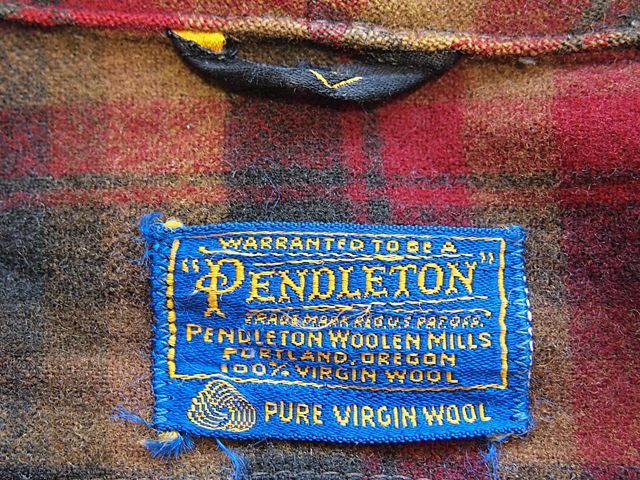 WARRANTED TO BE A
"PENDLETON"
TRADE MARK REG. U.S. PAT. OFF.
PENDLETON WOOLEN MILLS
PORTLAND, OREGON
100% VIRGIN WOOL
PURE VIRGIN WOOL